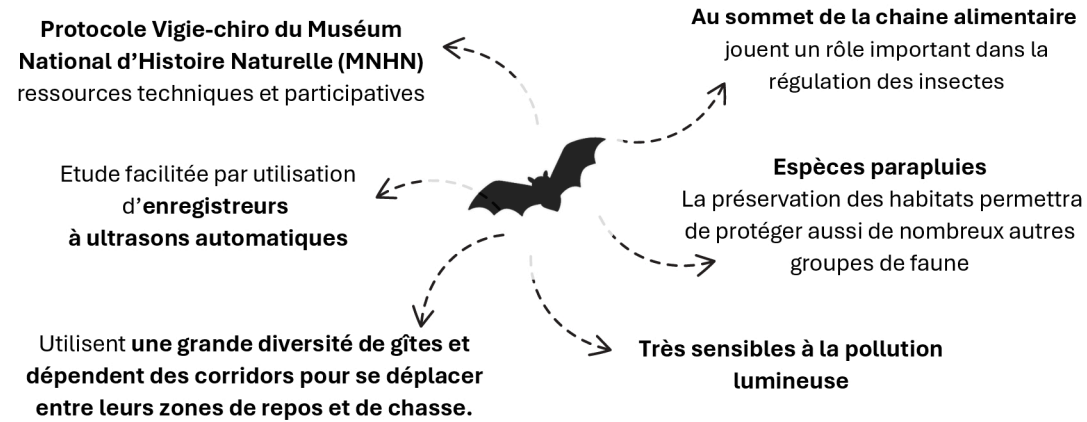 Protocole Vigie-chiro du Muséum
National d’Histoire Naturelle (MNHN)
ressources techniques et participatives
Au sommet de la chaine alimentaire
jouent un rôle important dans la
régulation des insectes
Etude facilitée par utilisation
d’enregistreurs
à ultrasons automatiques
Espèces parapluies
La préservation des habitats permettra
de protéger aussi de nombreux autres
groupes de faune
Utilisent une grande diversité de gîtes et
dépendent des corridors pour se déplacer
entre leurs zones de repos et de chasse.
Très sensibles à la pollution
lumineuse